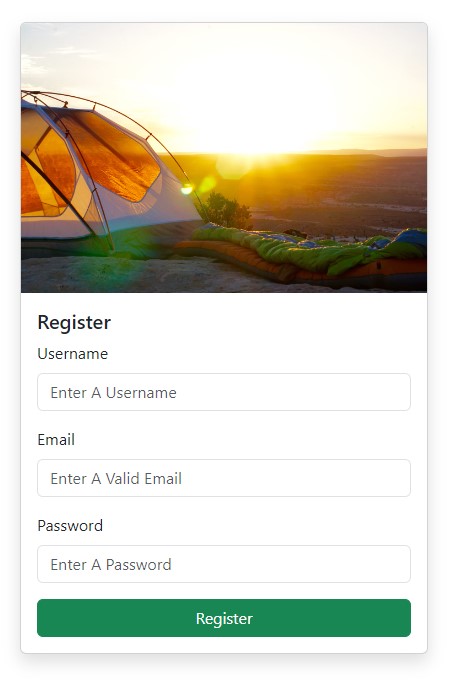 Register
Username
Enter A Username
Email
Enter A Valid Email
Password
Enter A Password
Register